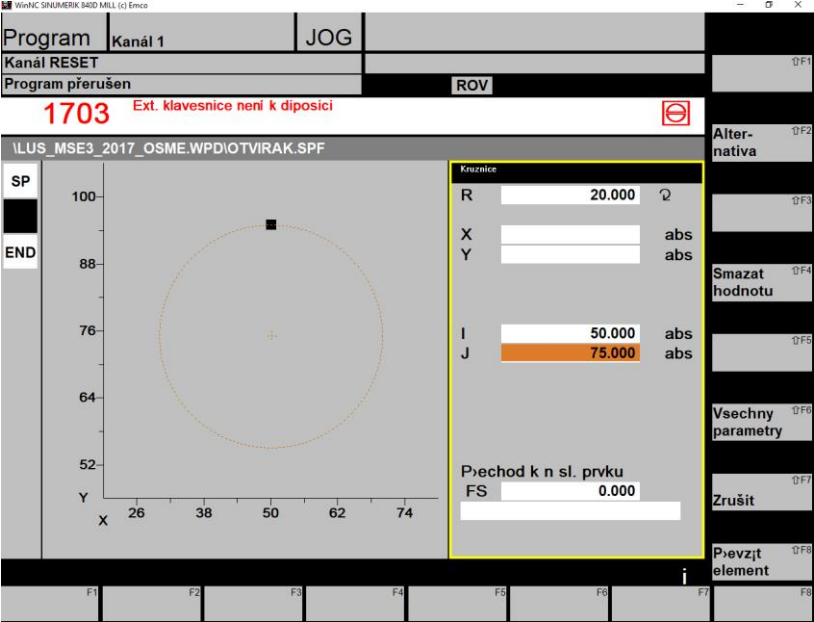 WinNC SINUMERIK 840D MILL (c) Emco
Program Kanál 1 JOG
Kanál RESET
⇧F1
Program přerušen ROV
1703 Ext. klavesnice není k diposici
Alter-
nativa
⇧F2
\LUS_MSE3_2017_OSME.WPD\OTVIRAK.SPF
SP
END
100
88
76
64
52
Y
X
26 38 50 62 74
Kruznice
R 20.000
X abs
Y abs
I 50.000 abs
J 75.000 abs
P›echod k n sl. prvku
FS 0.000
⇧F3
Smazat
hodnotu
⇧F4
⇧F5
Vsechny
parametry
⇧F6
Zrušit
⇧F7
P›evz¡t
element
⇧F8
i
F1 F2 F3 F4 F5 F6 F7 F8